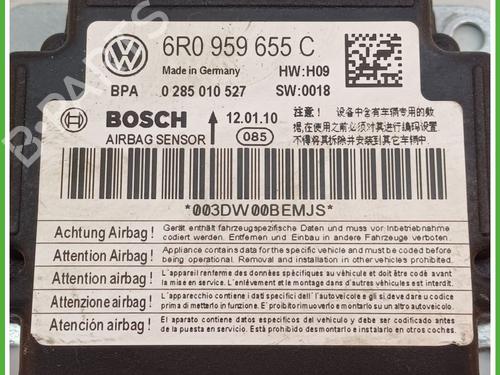 6R0 959 655 C
Made in Germany HW:H09
BPA 0 285 010 527 SW:0018
BOSCH 12.01.10
AIRBAG SENSOR 085
注意! 设备中含有车辆专用的数
据,在使用之前必须对其进行编码设置.
不得将其拆除并安装到其它车辆中.
*003DW00BEMJS*
Achtung Airbag! Gerät enthält fahrzeugspezifische Daten und muss vor Inbetriebnahme
codiert werden. Entfernen und Einbau in andere Fahrzeuge verboten.
Attention Airbag! Appliance contains data for the specific vehicle and must be coded before
being operational. Removal and installation in other vehicles prohibited.
Attention airbag! L'appareil renferme des données spécifiques au véhicule et doit être codé avant
la mise en service. L'enlèvement et le montage dans d'autres véhicules est interdit.
Attenzione airbag! L'apparecchio contiene i dati specifici del veicolo e gli si deve dare un codice
prima di metterlo in funzione. Proibito smontarlo e rimontarlo su altro autoveicolo.
Atención airbag! El aparato contiene datos específicos del vehículo y debe ser codificado antes
de la puesta en servicio. Está prohibido desmontarlo e instalarlo en otros coches.